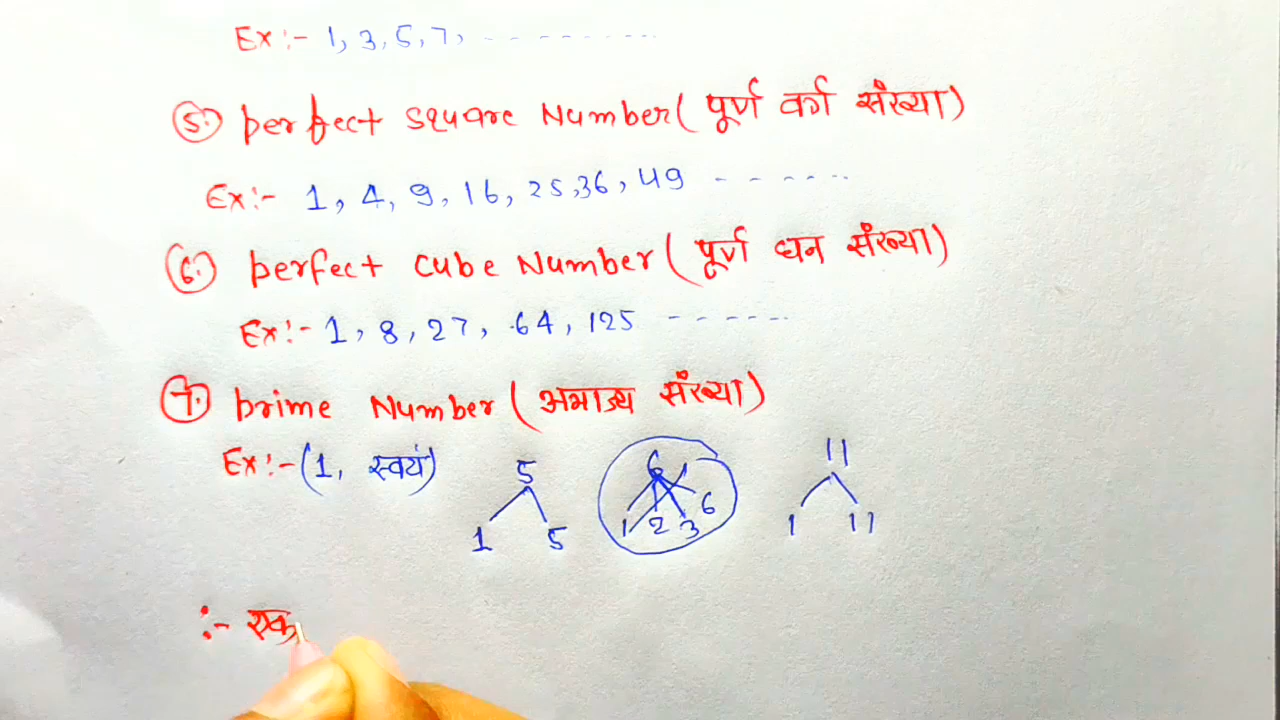 Ex:- 1, 3, 5, 7, - - - - - - - - - -
5. perfect square Number (पूर्ण वर्ग संख्या)
Ex:- 1, 4, 9, 16, 25, 36, 49 - - - - - -
6. perfect cube Number (पूर्ण घन संख्या)
Ex:- 1, 8, 27, 64, 125 - - - - - -
7. prime Number (अभाज्य संख्या)
Ex:- (1, स्वयं) 5 6 11
1 5 1 2 3 6 1 11
:- एक